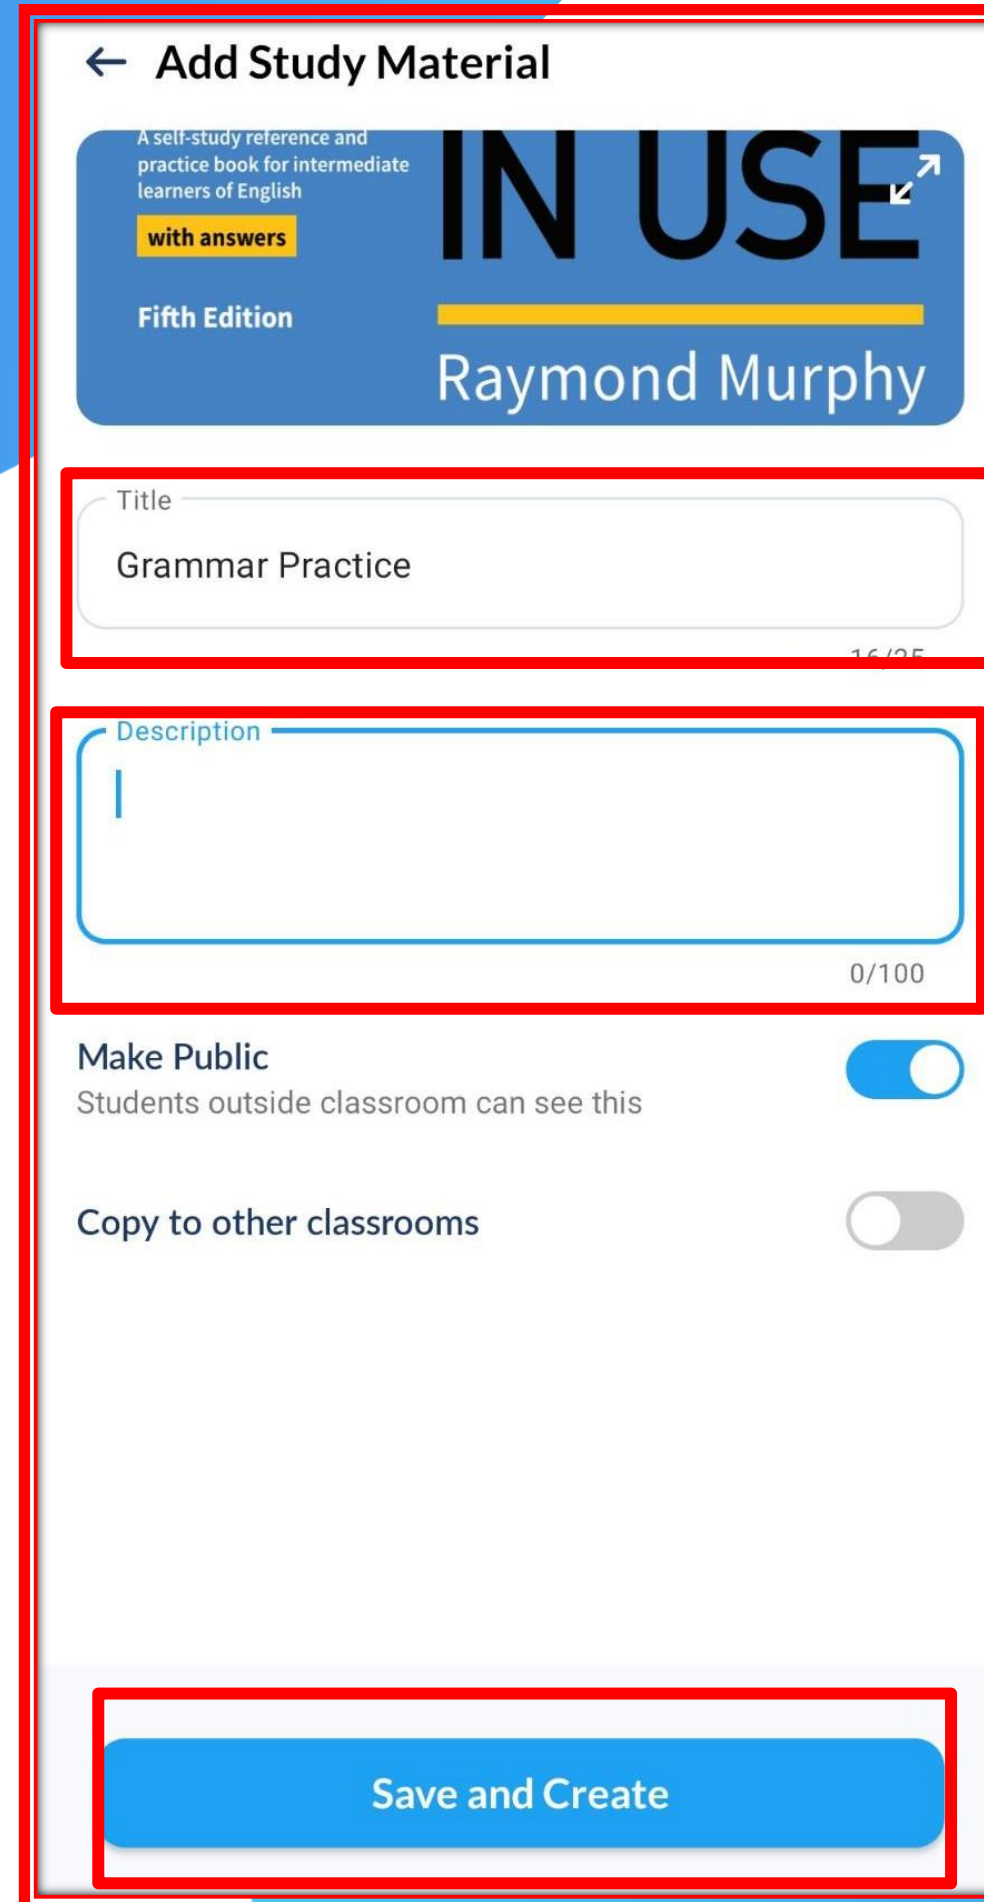 Add Study Material
A self-study reference and
practice book for intermediate
learners of English
with answers
Fifth Edition
IN USE
Raymond Murphy
Title
Grammar Practice
16/25
Description
0/100
Make Public
Students outside classroom can see this
Copy to other classrooms
Save and Create